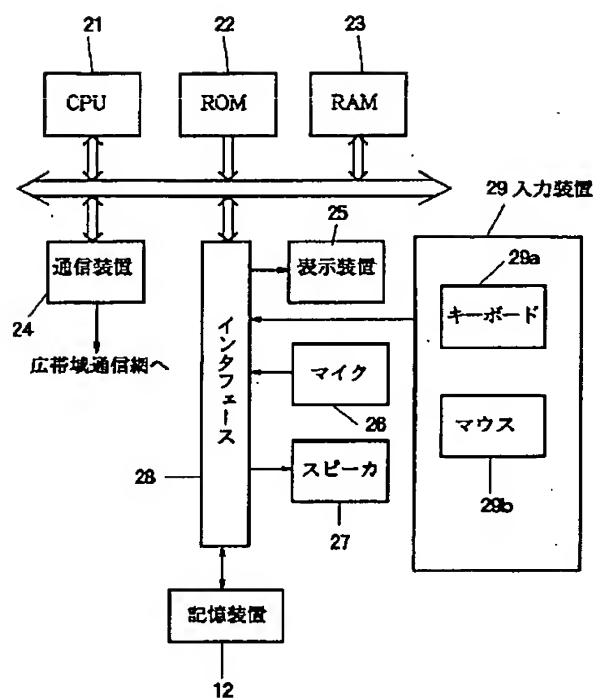 21
22
23
CPU
ROM
RAM
25
29 入力装置
通信装置
表示装置
29a
24
キーボード
広帯域通信網へ
インタフェース
マイク
26
マウス
28
スピーカ
29b
27
記憶装置
12